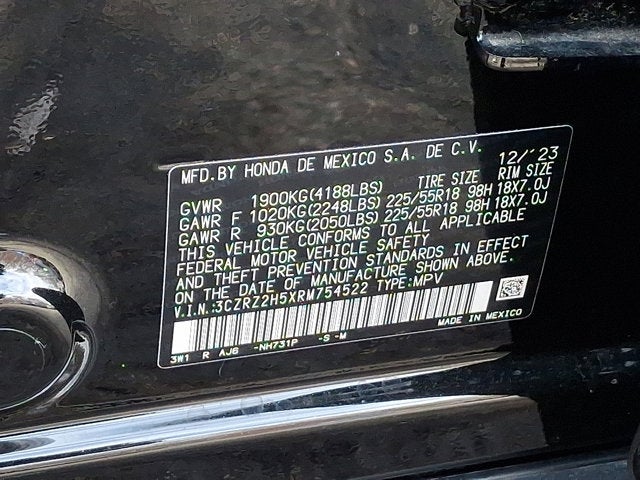 MFD.BY HONDA DE MEXICO S.A. DE C.V. 12/'23
TIRE SIZE RIM SIZE
GVWR 1900KG(4188LBS)
GAWR F 1020KG(2248LBS) 225/55R18 98H 18X7.0J
GAWR R 930KG(2050LBS) 225/55R18 98H 18X7.0J
THIS VEHICLE CONFORMS TO ALL APPLICABLE
FEDERAL MOTOR VEHICLE SAFETY
AND THEFT PREVENTION STANDARDS IN EFFECT
ON THE DATE OF MANUFACTURE SHOWN ABOVE.
V.I.N.:3CZRZ2H5XRM754522 TYPE:MPV
MADE IN MEXICO
3W1 R AJ6 -NH731P -S -M